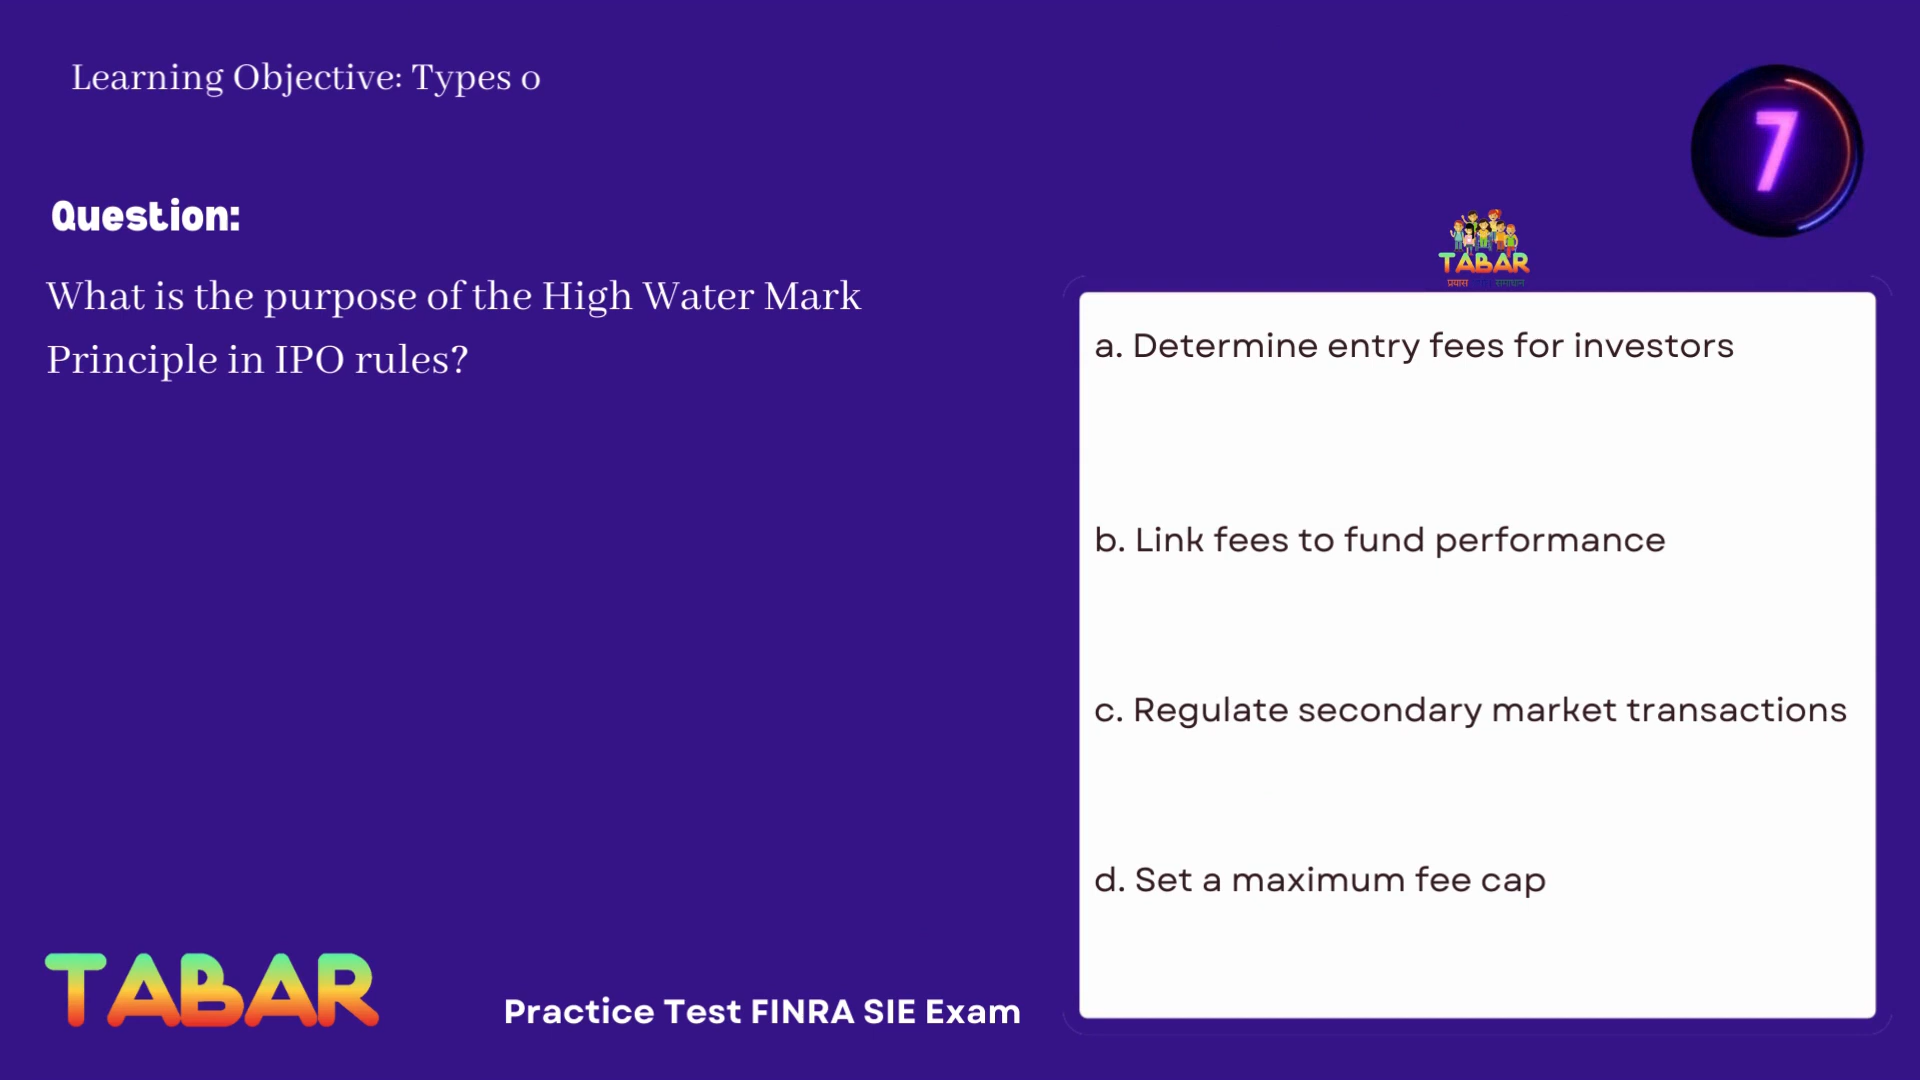 Learning Objective: Types o
7
Question:
What is the purpose of the High Water Mark
Principle in IPO rules?
TABAR
प्रयास समाधान
a. Determine entry fees for investors
b. Link fees to fund performance
c. Regulate secondary market transactions
d. Set a maximum fee cap
TABAR
Practice Test FINRA SIE Exam